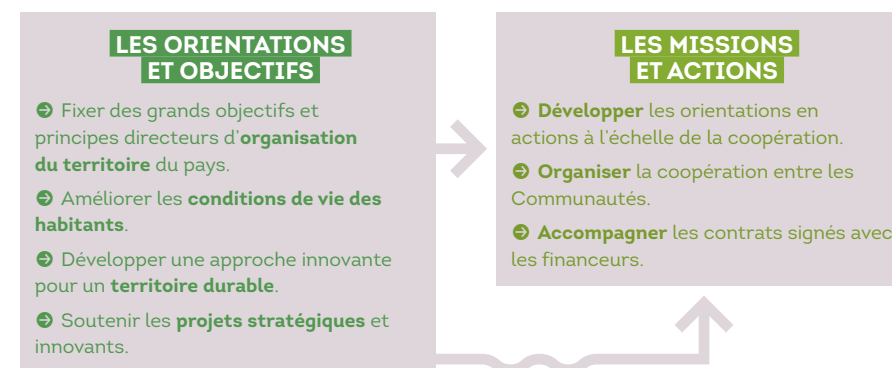 LES ORIENTATIONS
ET OBJECTIFS
➲ Fixer des grands objectifs et
principes directeurs d’organisation
du territoire du pays.
➲ Améliorer les conditions de vie des
habitants.
➲ Développer une approche innovante
pour un territoire durable.
➲ Soutenir les projets stratégiques et
innovants.
LES MISSIONS
ET ACTIONS
➲ Développer les orientations en
actions à l’échelle de la coopération.
➲ Organiser la coopération entre les
Communautés.
➲ Accompagner les contrats signés avec
les financeurs.